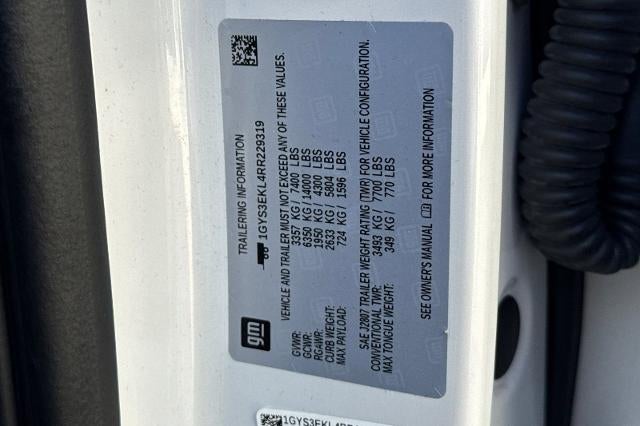 gm
TRAILERING INFORMATION
1GYS3EKL4RR229319
VEHICLE AND TRAILER MUST NOT EXCEED ANY OF THESE VALUES.
GVWR: 3357 KG / 7400 LBS
GCWR: 6350 KG / 14000 LBS
RGAWR: 1950 KG / 4300 LBS
CURB WEIGHT: 2633 KG / 5804 LBS
MAX PAYLOAD: 724 KG / 1596 LBS
SAE J2807 TRAILER WEIGHT RATING (TWR) FOR VEHICLE CONFIGURATION.
CONVENTIONAL TWR: 3493 KG / 7700 LBS
MAX TONGUE WEIGHT: 349 KG / 770 LBS
SEE OWNER'S MANUAL FOR MORE INFORMATION